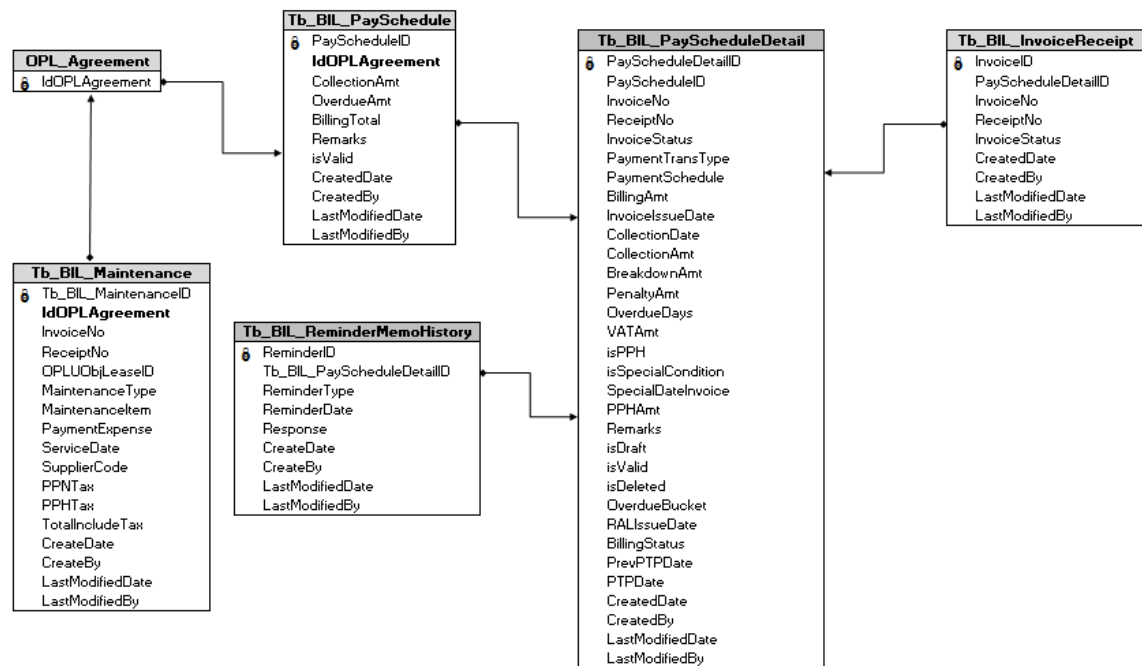 OPL_Agreement
IdOPLAgreement
Tb_BIL_PaySchedule
PayScheduleID
IdOPLAgreement
CollectionAmt
OverdueAmt
BillingTotal
Remarks
isValid
CreatedDate
CreatedBy
LastModifiedDate
LastModifiedBy
Tb_BIL_PayScheduleDetail
PayScheduleDetailID
PayScheduleID
InvoiceNo
ReceiptNo
InvoiceStatus
PaymentTransType
PaymentSchedule
BillingAmt
InvoiceIssueDate
CollectionDate
CollectionAmt
BreakdownAmt
PenaltyAmt
OverdueDays
VATAmt
isPPH
isSpecialCondition
SpecialDateInvoice
PPHAmt
Remarks
isDraft
isValid
isDeleted
OverdueBucket
RALIssueDate
BillingStatus
PrevPTPDate
PTPDate
CreatedDate
CreatedBy
LastModifiedDate
LastModifiedBy
Tb_BIL_InvoiceReceipt
InvoiceID
PayScheduleDetailID
InvoiceNo
ReceiptNo
InvoiceStatus
CreatedDate
CreatedBy
LastModifiedDate
LastModifiedBy
Tb_BIL_Maintenance
Tb_BIL_MaintenanceID
IdOPLAgreement
InvoiceNo
ReceiptNo
OPLUObjLeaseID
MaintenanceType
MaintenanceItem
PaymentExpense
ServiceDate
SupplierCode
PPNTax
PPHTax
TotalIncludeTax
CreateDate
CreateBy
LastModifiedDate
LastModifiedBy
Tb_BIL_ReminderMemoHistory
ReminderID
Tb_BIL_PayScheduleDetailID
ReminderType
ReminderDate
Response
CreateDate
CreateBy
LastModifiedDate
LastModifiedBy